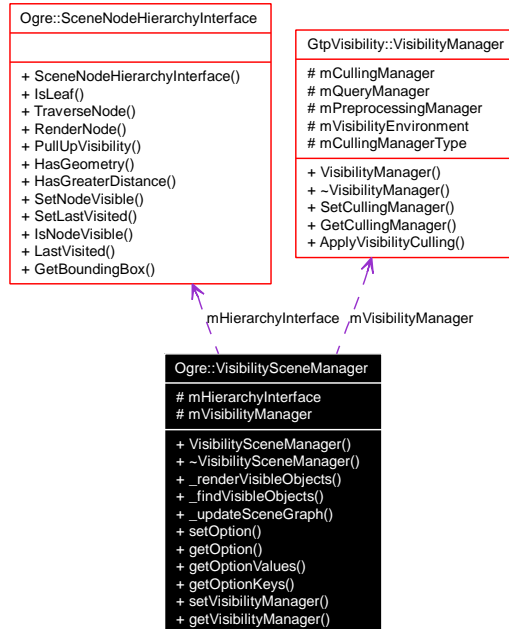 Ogre::SceneNodeHierarchyInterface
+ SceneNodeHierarchyInterface()
+ IsLeaf()
+ TraverseNode()
+ RenderNode()
+ PullUpVisibility()
+ HasGeometry()
+ HasGreaterDistance()
+ SetNodeVisible()
+ SetLastVisited()
+ IsNodeVisible()
+ LastVisited()
+ GetBoundingBox()
GtpVisibility::VisibilityManager
# mCullingManager
# mQueryManager
# mPreprocessingManager
# mVisibilityEnvironment
# mCullingManagerType
+ VisibilityManager()
+ ~VisibilityManager()
+ SetCullingManager()
+ GetCullingManager()
+ ApplyVisibilityCulling()
mHierarchyInterface
mVisibilityManager
Ogre::VisibilitySceneManager
# mHierarchyInterface
# mVisibilityManager
+ VisibilitySceneManager()
+ ~VisibilitySceneManager()
+ _renderVisibleObjects()
+ _findVisibleObjects()
+ _updateSceneGraph()
+ setOption()
+ getOption()
+ getOptionValues()
+ getOptionKeys()
+ setVisibilityManager()
+ getVisibilityManager()